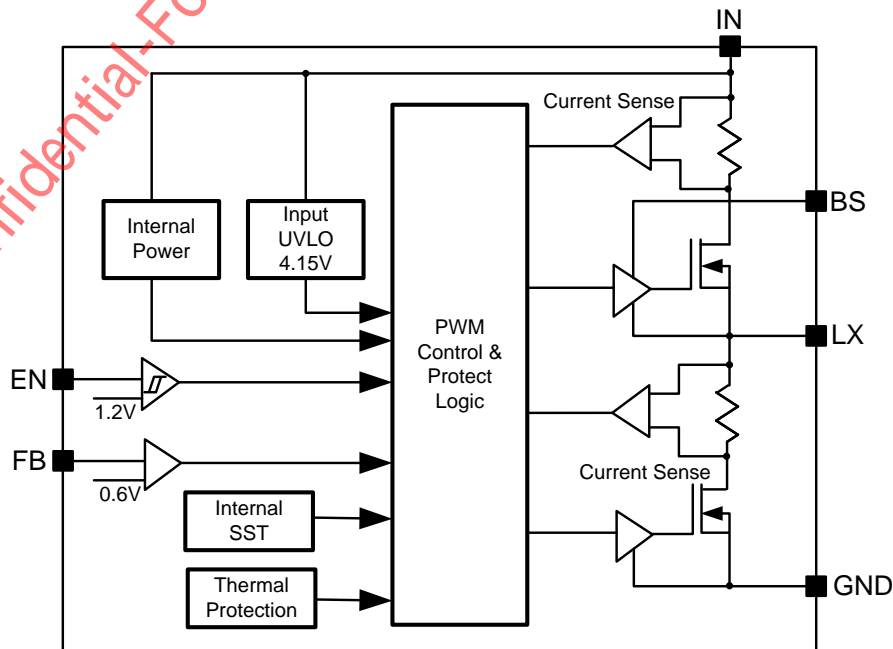 nfidential-Fo
IN
Current Sense
BS
Internal
Power
Input
UVLO
4.15V
PWM
Control &
Protect
Logic
LX
EN
1.2V
FB
0.6V
Current Sense
Internal
SST
Thermal
Protection
GND